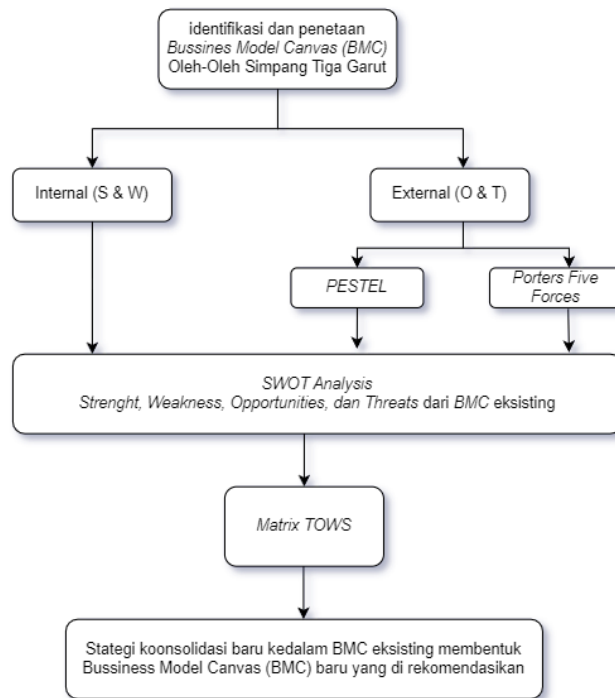 identifikasi dan penetaan
Bussines Model Canvas (BMC)
Oleh-Oleh Simpang Tiga Garut
Internal (S & W)
External (O & T)
PESTEL
Porters Five
Forces
SWOT Analysis
Strenght, Weakness, Opportunities, dan Threats dari BMC eksisting
Matrix TOWS
Stategi koonsolidasi baru kedalam BMC eksisting membentuk
Bussiness Model Canvas (BMC) baru yang di rekomendasikan